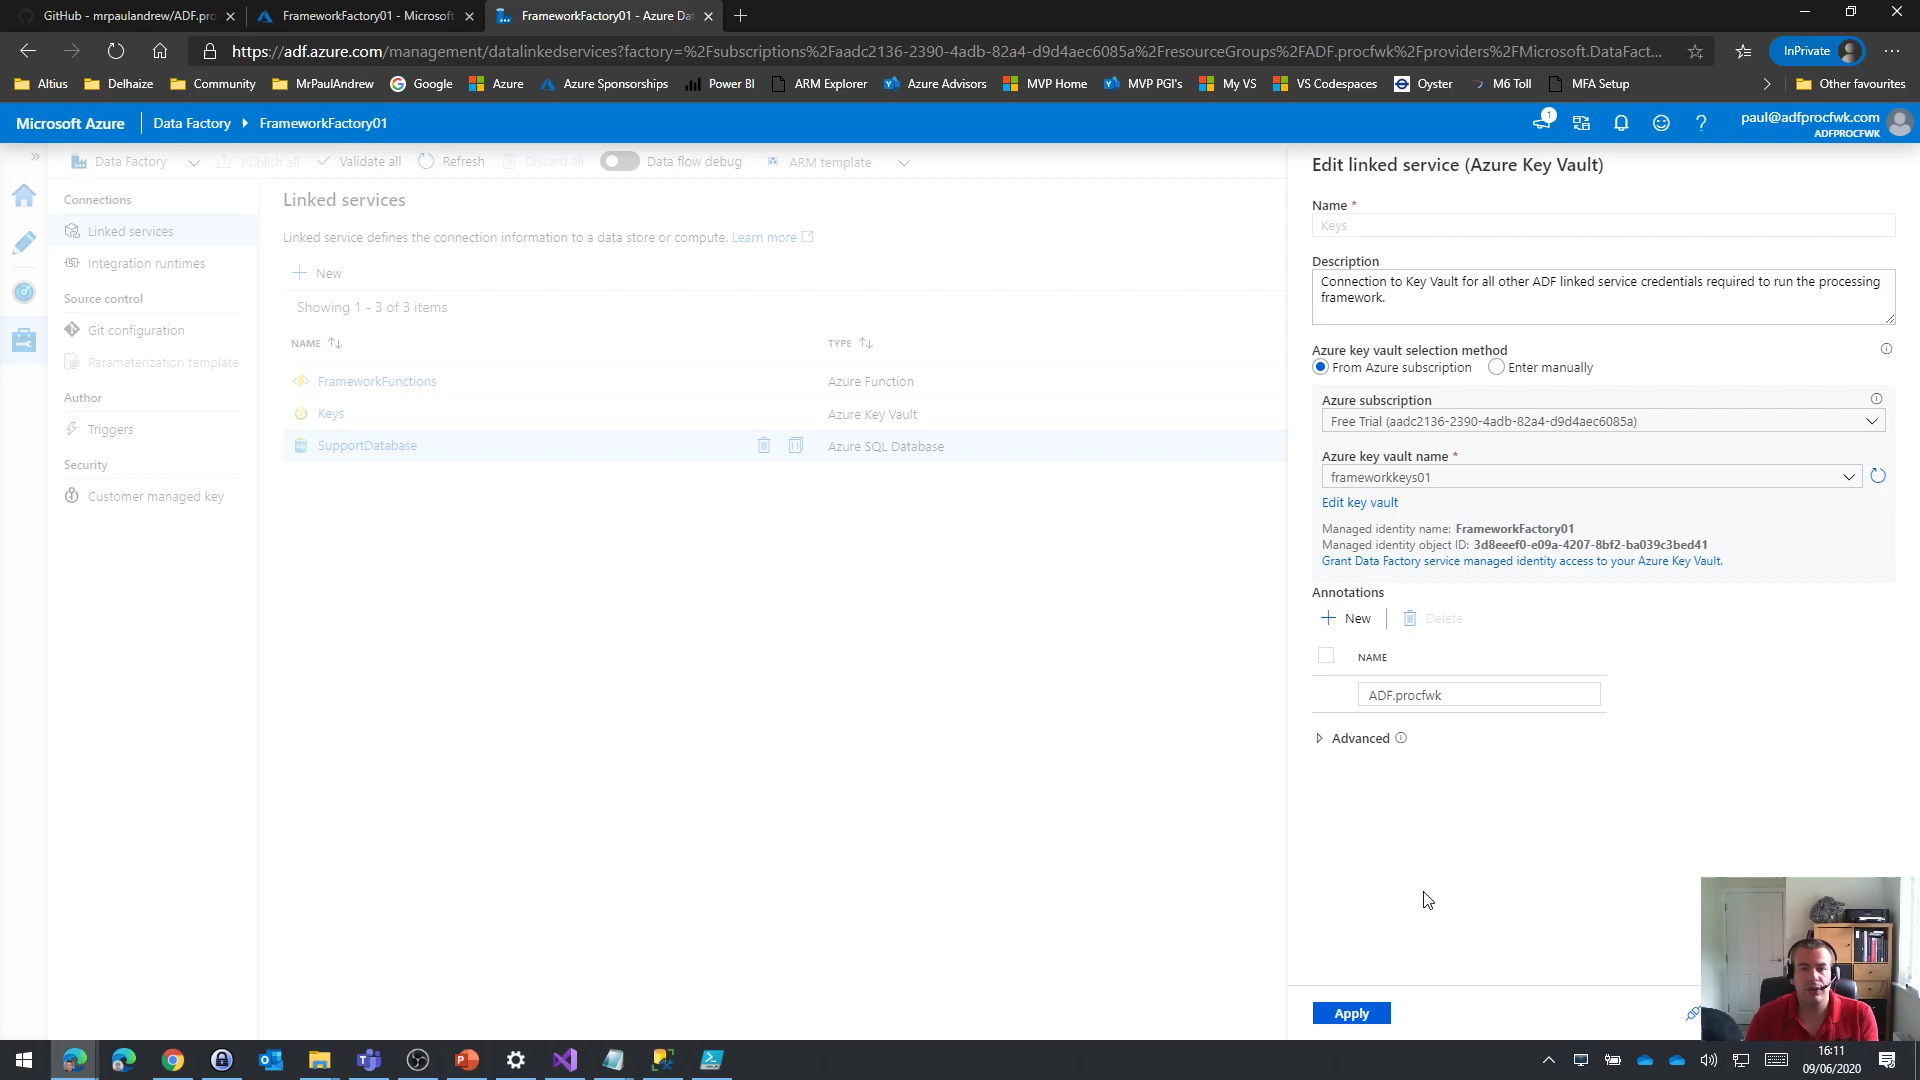 GitHub - mrpaulandrew/ADF.pro
FrameworkFactory01 - Microsoft
FrameworkFactory01 - Azure Dat
https://adf.azure.com/management/datalinkedservices?factory=%2Fsubscriptions%2Faadc2136-2390-4adb-82a4-d9d4aec6085a%2FresourceGroups%2FADF.procfwk%2Fproviders%2FMicrosoft.DataFact...
InPrivate
Altius
Delhaize
Community
MrPaulAndrew
Google
Azure
Azure Sponsorships
Power BI
ARM Explorer
Azure Advisors
MVP Home
MVP PGI's
My VS
VS Codespaces
Oyster
M6 Toll
MFA Setup
Other favourites
Microsoft Azure
Data Factory
FrameworkFactory01
1
paul@adfprocfwk.com
ADFPROCFWK
Data Factory
Publish all
Validate all
Refresh
Discard all
Data flow debug
ARM template
Connections
Linked services
Integration runtimes
Source control
Git configuration
Parameterization template
Author
Triggers
Security
Customer managed key
Linked services
Linked service defines the connection information to a data store or compute. Learn more
New
Showing 1 - 3 of 3 items
NAME
TYPE
FrameworkFunctions
Azure Function
Keys
Azure Key Vault
SupportDatabase
Azure SQL Database
Edit linked service (Azure Key Vault)
Name *
Keys
Description
Connection to Key Vault for all other ADF linked service credentials required to run the processing
framework.
Azure key vault selection method
From Azure subscription
Enter manually
Azure subscription
Free Trial (aadc2136-2390-4adb-82a4-d9d4aec6085a)
Azure key vault name *
frameworkkeys01
Edit key vault
Managed identity name: FrameworkFactory01
Managed identity object ID: 3d8eeef0-e09a-4207-8bf2-ba039c3bed41
Grant Data Factory service managed identity access to your Azure Key Vault.
Annotations
New
Delete
NAME
ADF.procfwk
Advanced
Apply
16:11
09/06/2020